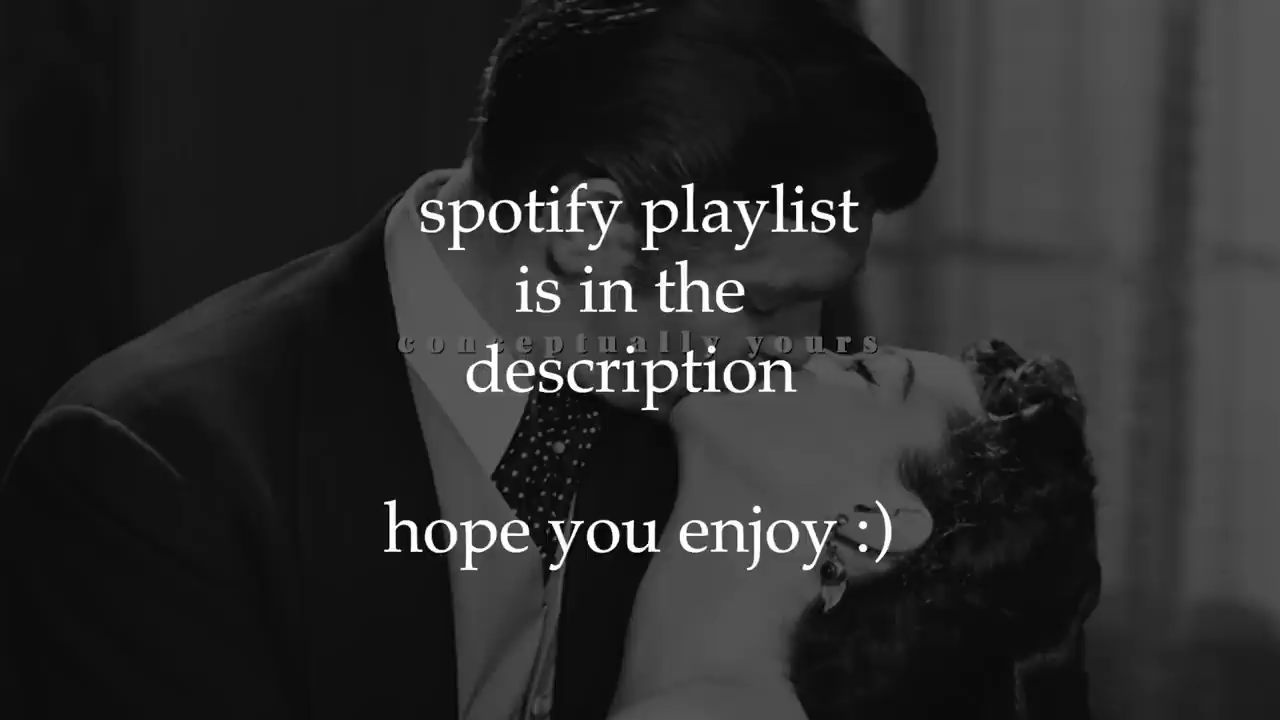 spotify playlist
is in the
conceptually yours
description
hope you enjoy :)